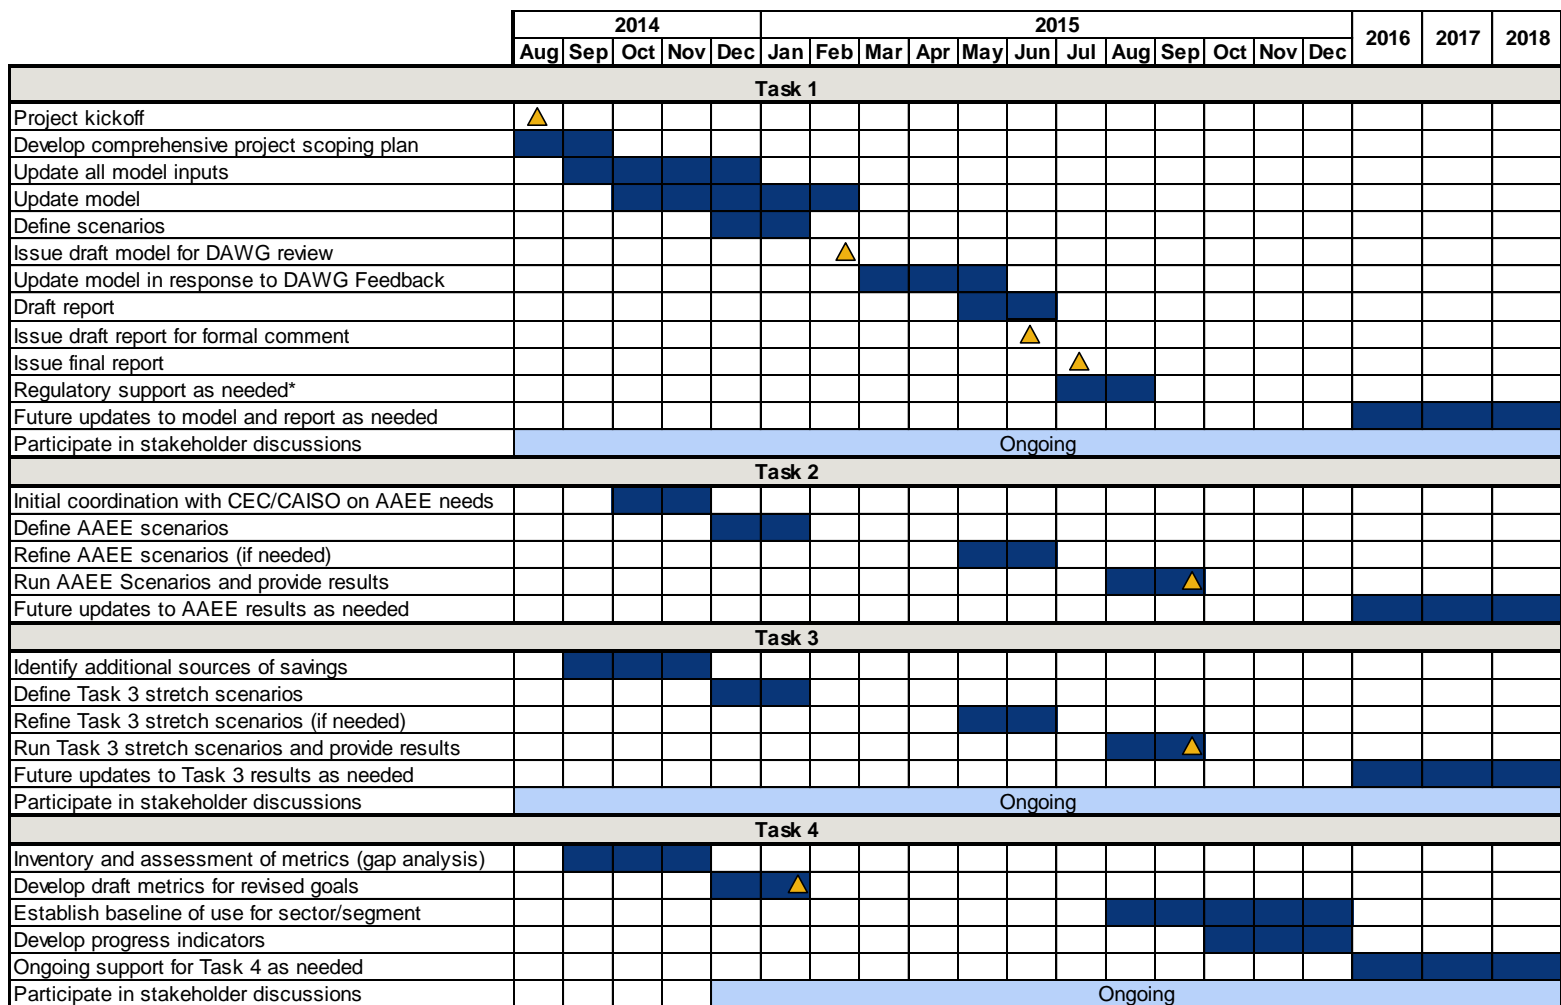 2014 2015 2016 2017 2018
Aug Sep Oct Nov Dec Jan Feb Mar Apr May Jun Jul Aug Sep Oct Nov Dec
Task 1
Project kickoff
Develop comprehensive project scoping plan
Update all model inputs
Update model
Define scenarios
Issue draft model for DAWG review
Update model in response to DAWG Feedback
Draft report
Issue draft report for formal comment
Issue final report
Regulatory support as needed*
Future updates to model and report as needed
Participate in stakeholder discussions Ongoing
Task 2
Initial coordination with CEC/CAISO on AAEE needs
Define AAEE scenarios
Refine AAEE scenarios (if needed)
Run AAEE Scenarios and provide results
Future updates to AAEE results as needed
Task 3
Identify additional sources of savings
Define Task 3 stretch scenarios
Refine Task 3 stretch scenarios (if needed)
Run Task 3 stretch scenarios and provide results
Future updates to Task 3 results as needed
Participate in stakeholder discussions Ongoing
Task 4
Inventory and assessment of metrics (gap analysis)
Develop draft metrics for revised goals
Establish baseline of use for sector/segment
Develop progress indicators
Ongoing support for Task 4 as needed
Participate in stakeholder discussions Ongoing